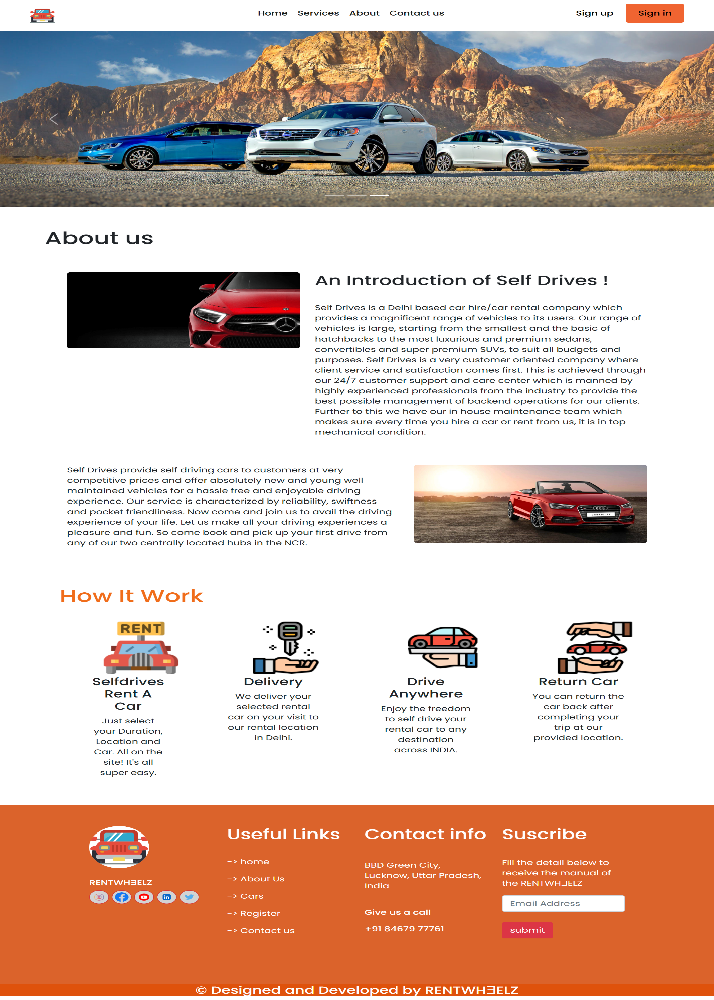 Home Services About Contact us
Sign up Sign in
About us
An Introduction of Self Drives !
Self Drives is a Delhi based car hire/car rental company which
provides a magnificent range of vehicles to its users. Our range of
vehicles is large, starting from the smallest and the basic of
hatchbacks to the most luxurious and premium sedans,
convertibles and super premium SUVs, to suit all budgets and
purposes. Self Drives is a very customer oriented company where
client service and satisfaction comes first. This is achieved through
our 24/7 customer support and care center which is manned by
highly experienced professionals from the industry to provide the
best possible management of backend operations for our clients.
Further to this we have our in house maintenance team which
makes sure every time you hire a car or rent from us, it is in top
mechanical condition.
Self Drives provide self driving cars to customers at very
competitive prices and offer absolutely new and young well
maintained vehicles for a hassle free and enjoyable driving
experience. Our service is characterized by reliability, swiftness
and pocket friendliness. Now come and join us to avail the driving
experience of your life. Let us make all your driving experiences a
pleasure and fun. So come book and pick up your first drive from
any of our two centrally located hubs in the NCR.
How It Work
RENT
Selfdrives
Rent A
Car
Just select
your Duration,
Location and
Car. All on the
site! It's all
super easy.
Delivery
We deliver your
selected rental
car on your visit to
our rental location
in Delhi.
Drive
Anywhere
Enjoy the freedom
to self drive your
rental car to any
destination
across INDIA.
Return Car
You can return the
car back after
completing your
trip at our
provided location.
RENTWHƎELZ
Useful Links
-> home
-> About Us
-> Cars
-> Register
-> Contact us
Contact info
BBD Green City,
Lucknow, Uttar Pradesh,
India
Give us a call
+91 84679 77761
Suscribe
Fill the detail below to
receive the manual of
the RENTWHƎELZ
Email Address
submit
© Designed and Developed by RENTWHƎELZ